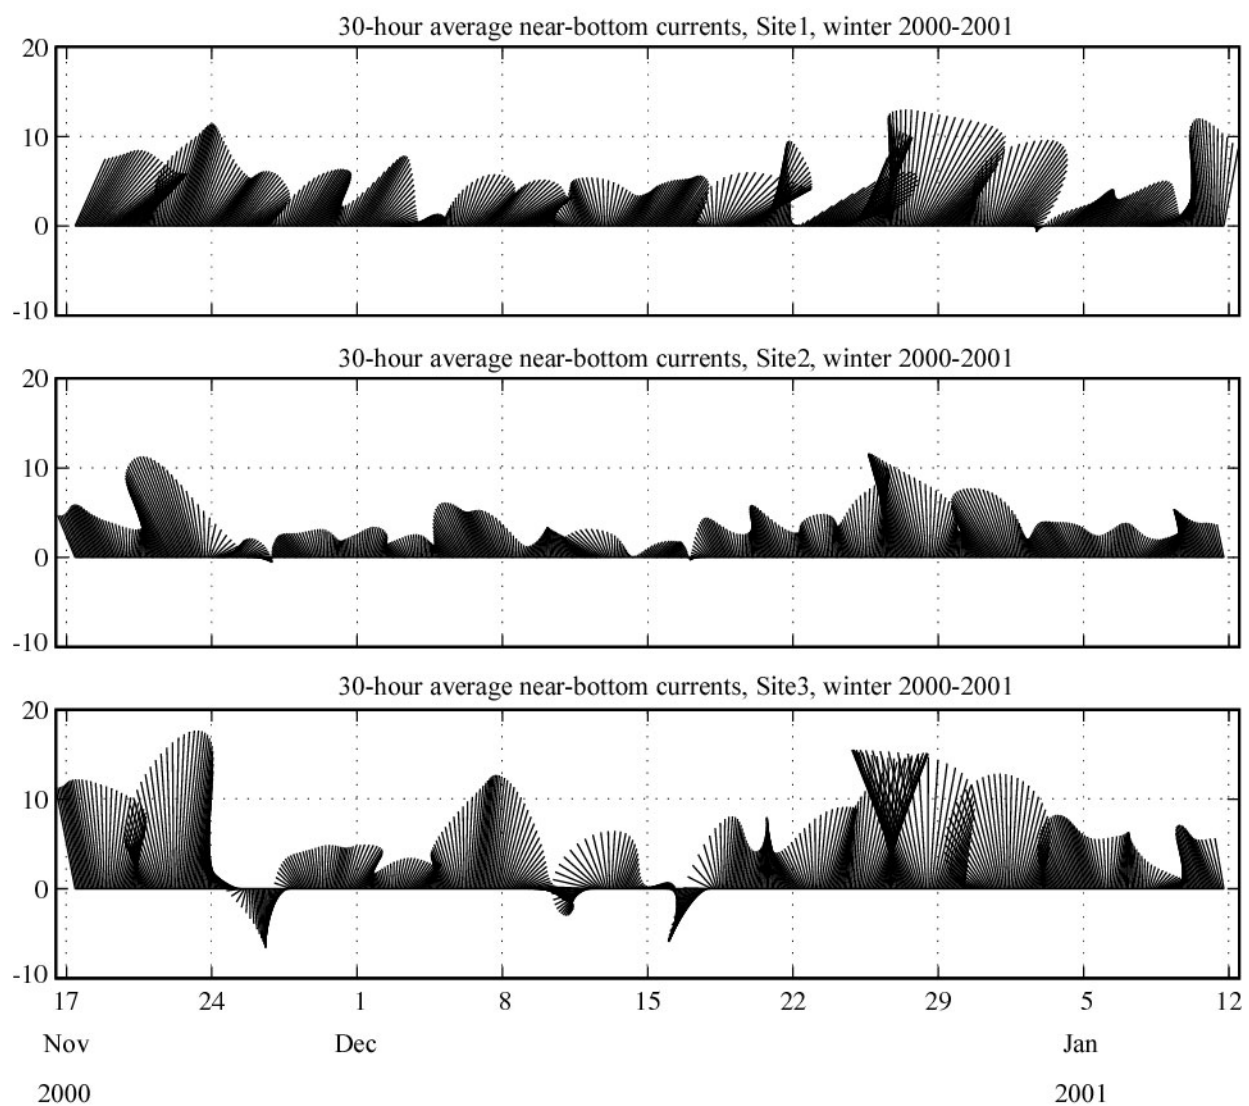 30-hour average near-bottom currents, Site1, winter 2000-2001
20
10
0
-10
30-hour average near-bottom currents, Site2, winter 2000-2001
20
10
0
-10
30-hour average near-bottom currents, Site3, winter 2000-2001
20
10
0
-10
17 24 1 8 15 22 29 5 12
Nov Dec Jan
2000 2001